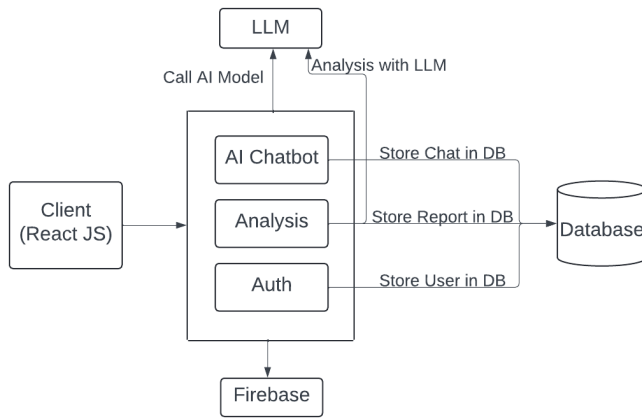 LLM
Analysis with LLM
Call AI Model
AI Chatbot
Store Chat in DB
Client
(React JS)
Analysis
Store Report in DB
Database
Auth
Store User in DB
Firebase